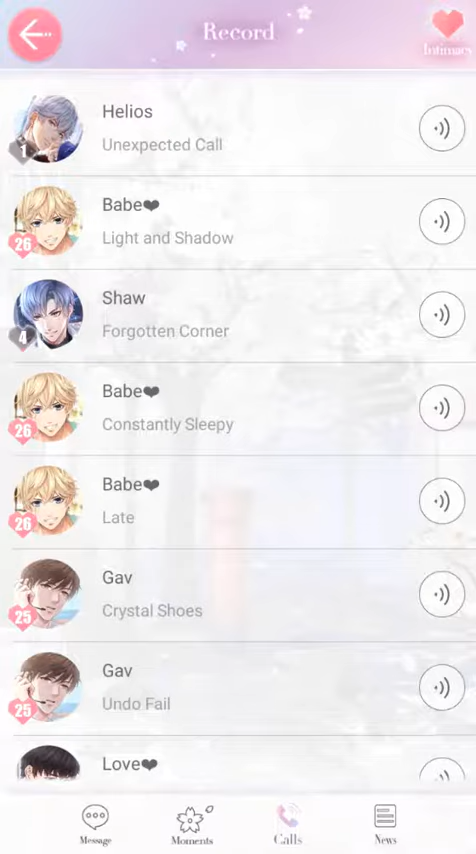 Record
Intimacy
Helios
1
Unexpected Call
Babe❤
26
Light and Shadow
Shaw
4
Forgotten Corner
Babe❤
26
Constantly Sleepy
Babe❤
26
Late
Gav
25
Crystal Shoes
Gav
25
Undo Fail
Love❤
Message
Moments
Calls
News